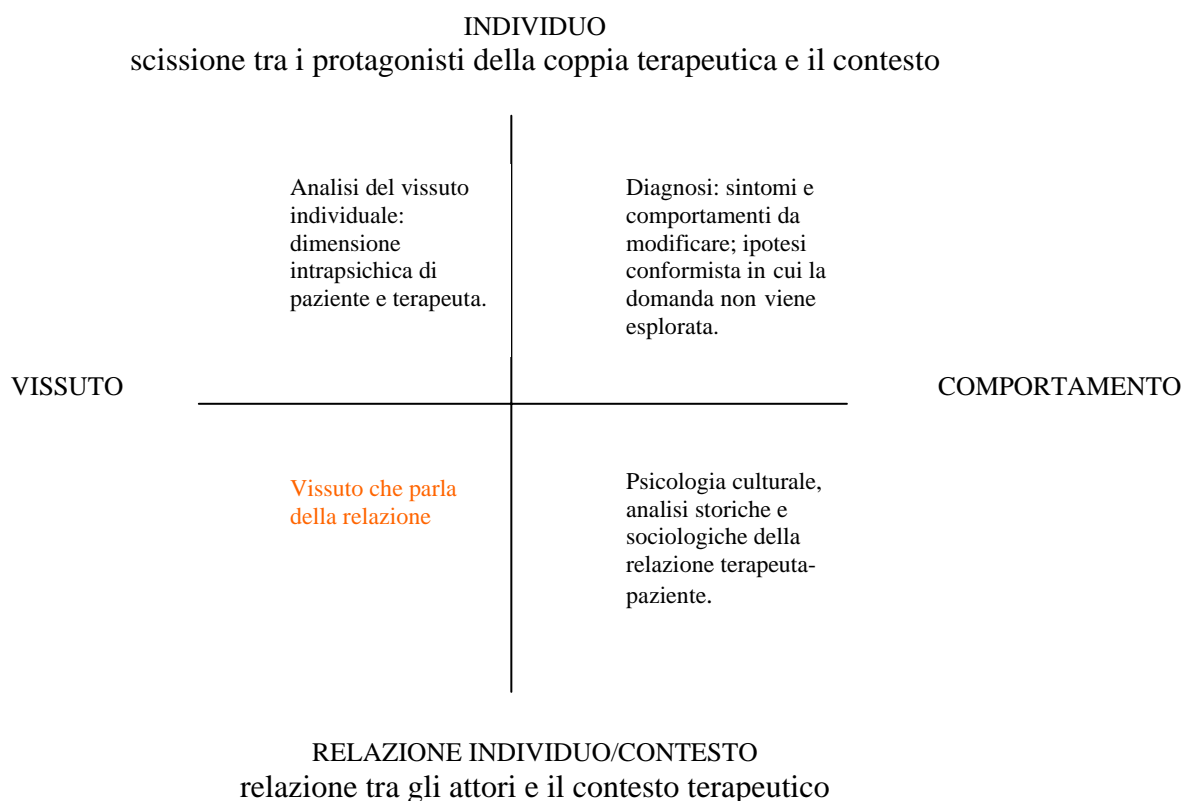 INDIVIDUO
scissione tra i protagonisti della coppia terapeutica e il contesto
Analisi del vissuto
individuale:
dimensione
intrapsichica di
paziente e terapeuta.
Diagnosi: sintomi e
comportamenti da
modificare; ipotesi
conformista in cui la
domanda non viene
esplorata.
VISSUTO
COMPORTAMENTO
Vissuto che parla
della relazione
Psicologia culturale,
analisi storiche e
sociologiche della
relazione terapeuta-
paziente.
RELAZIONE INDIVIDUO/CONTESTO
relazione tra gli attori e il contesto terapeutico